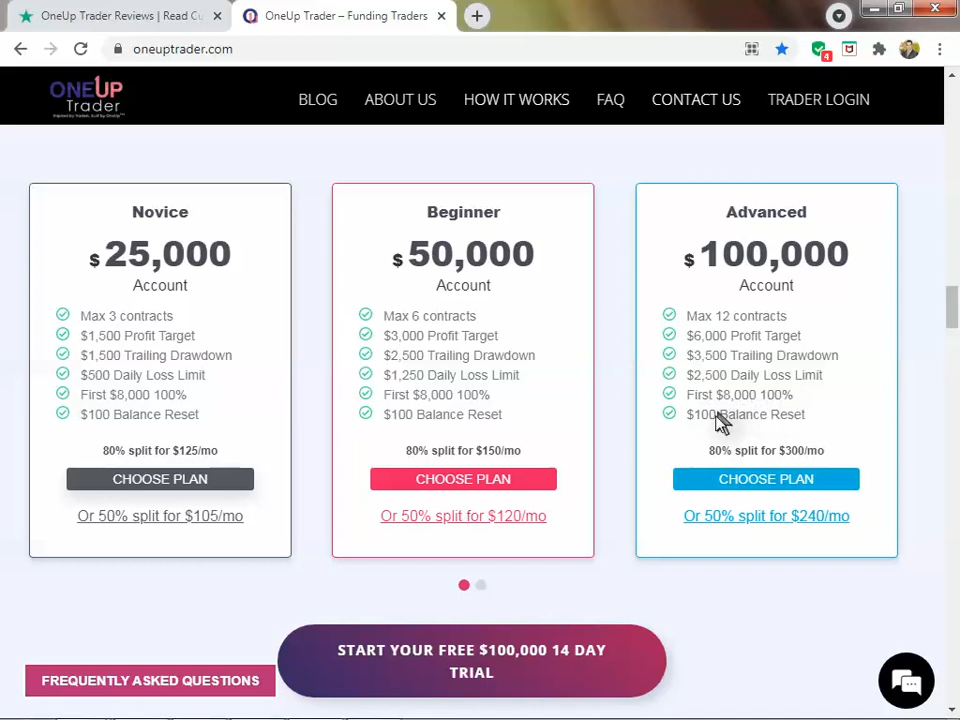 OneUp Trader Reviews | Read Cu
OneUp Trader – Funding Traders
oneuptrader.com
4
ONEUP
Trader
BLOG
ABOUT US
HOW IT WORKS
FAQ
CONTACT US
TRADER LOGIN
Novice
$ 25,000
Account
Max 3 contracts
$1,500 Profit Target
$1,500 Trailing Drawdown
$500 Daily Loss Limit
First $8,000 100%
$100 Balance Reset
80% split for $125/mo
CHOOSE PLAN
Or 50% split for $105/mo
Beginner
$ 50,000
Account
Max 6 contracts
$3,000 Profit Target
$2,500 Trailing Drawdown
$1,250 Daily Loss Limit
First $8,000 100%
$100 Balance Reset
80% split for $150/mo
CHOOSE PLAN
Or 50% split for $120/mo
Advanced
$ 100,000
Account
Max 12 contracts
$6,000 Profit Target
$3,500 Trailing Drawdown
$2,500 Daily Loss Limit
First $8,000 100%
$100 Balance Reset
80% split for $300/mo
CHOOSE PLAN
Or 50% split for $240/mo
START YOUR FREE $100,000 14 DAY
TRIAL
FREQUENTLY ASKED QUESTIONS